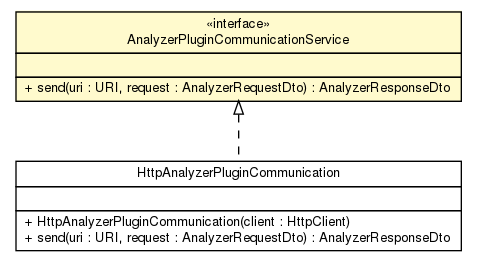 «interface»
AnalyzerPluginCommunicationService
+ send(uri : URI, request : AnalyzerRequestDto) : AnalyzerResponseDto
HttpAnalyzerPluginCommunication
+ HttpAnalyzerPluginCommunication(client : HttpClient)
+ send(uri : URI, request : AnalyzerRequestDto) : AnalyzerResponseDto